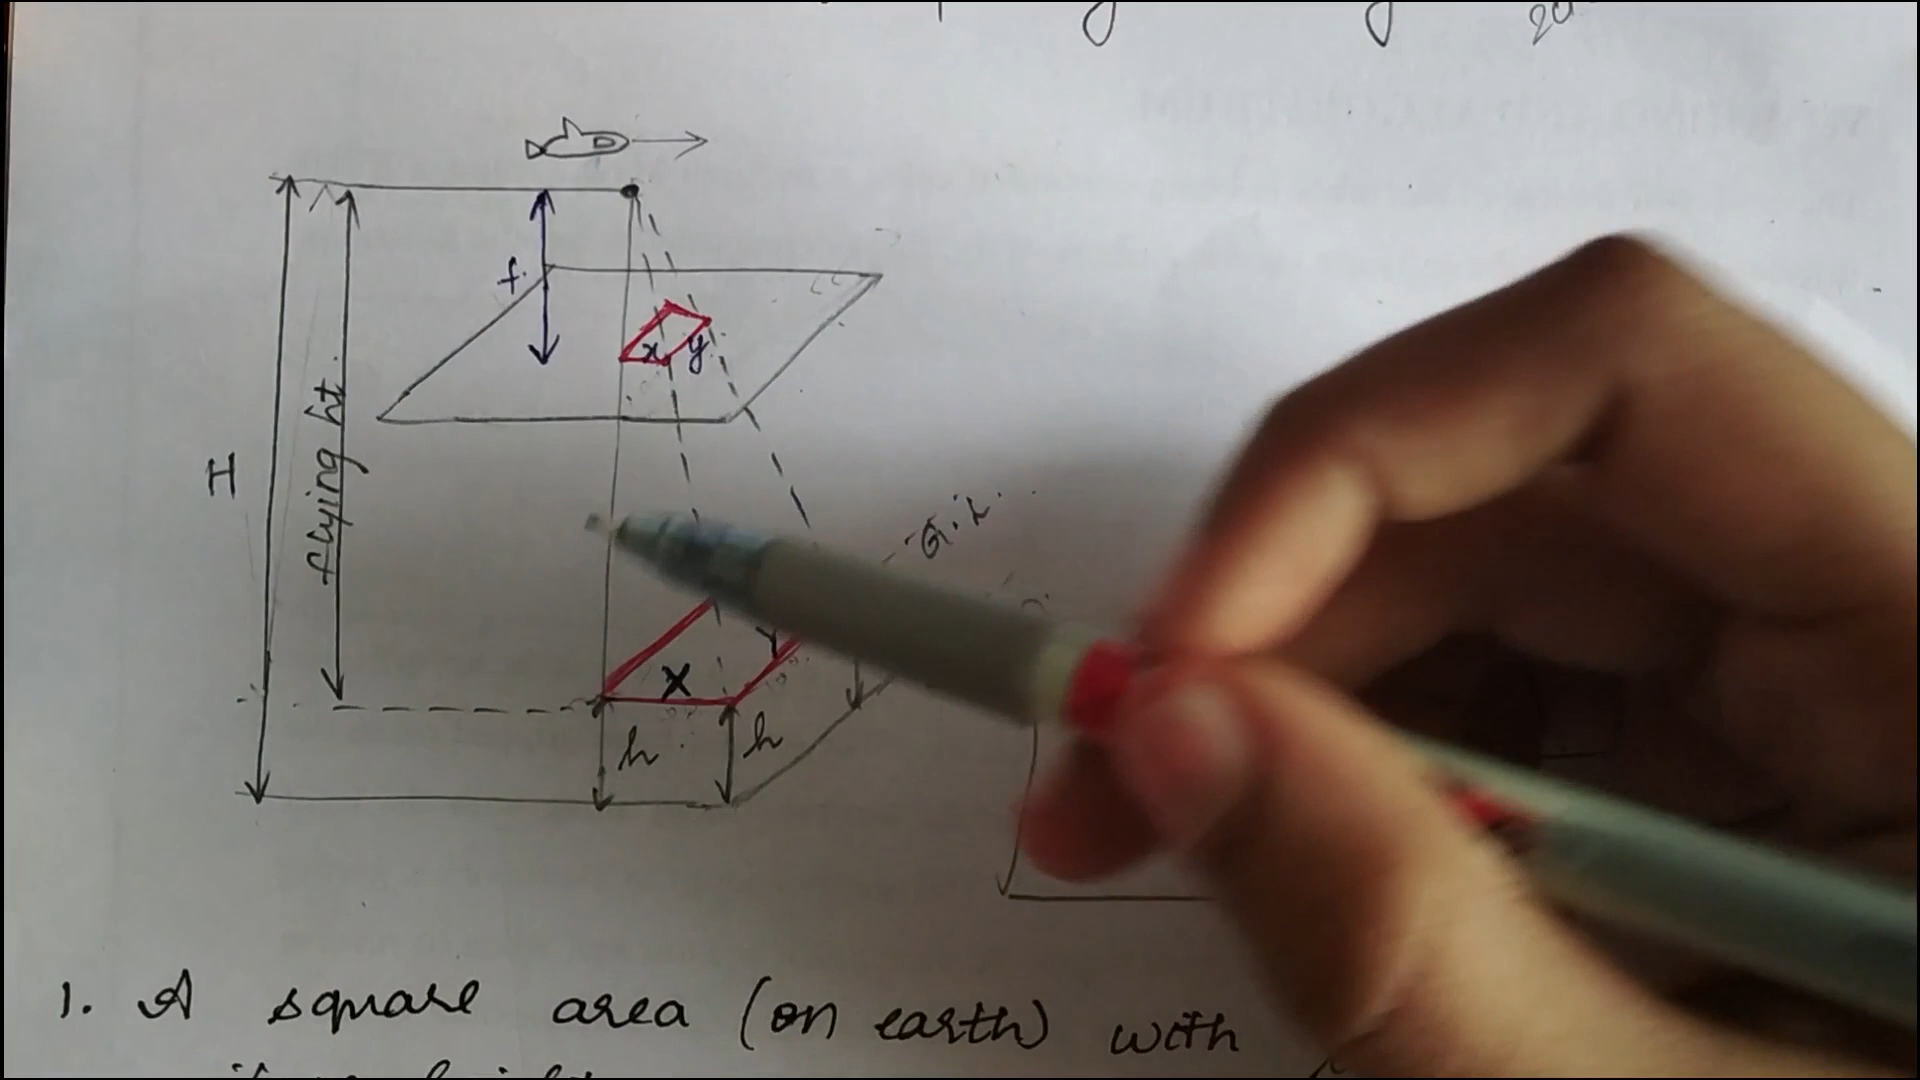 f.
x
y
H
flying ht.
G.L.
X
Y
h
h
1. A square area (on earth) with